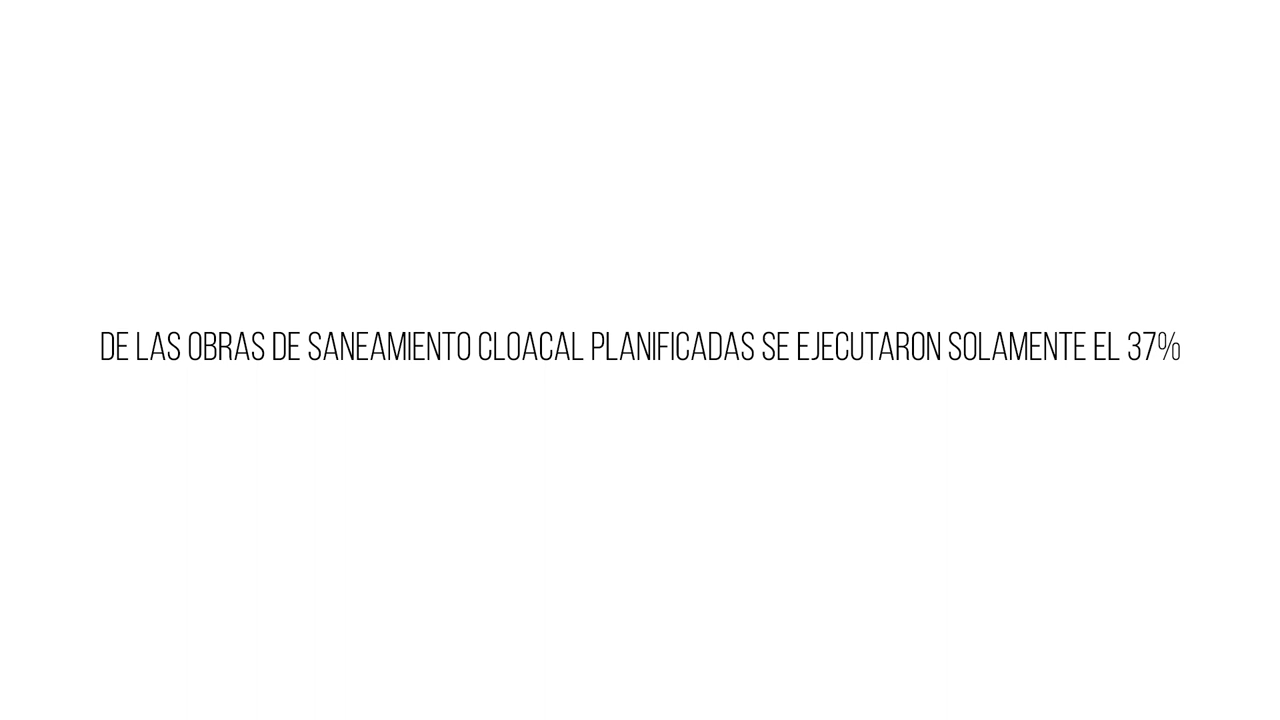 DE LAS OBRAS DE SANEAMIENTO CLOACAL PLANIFICADAS SE EJECUTARON SOLAMENTE EL 37%